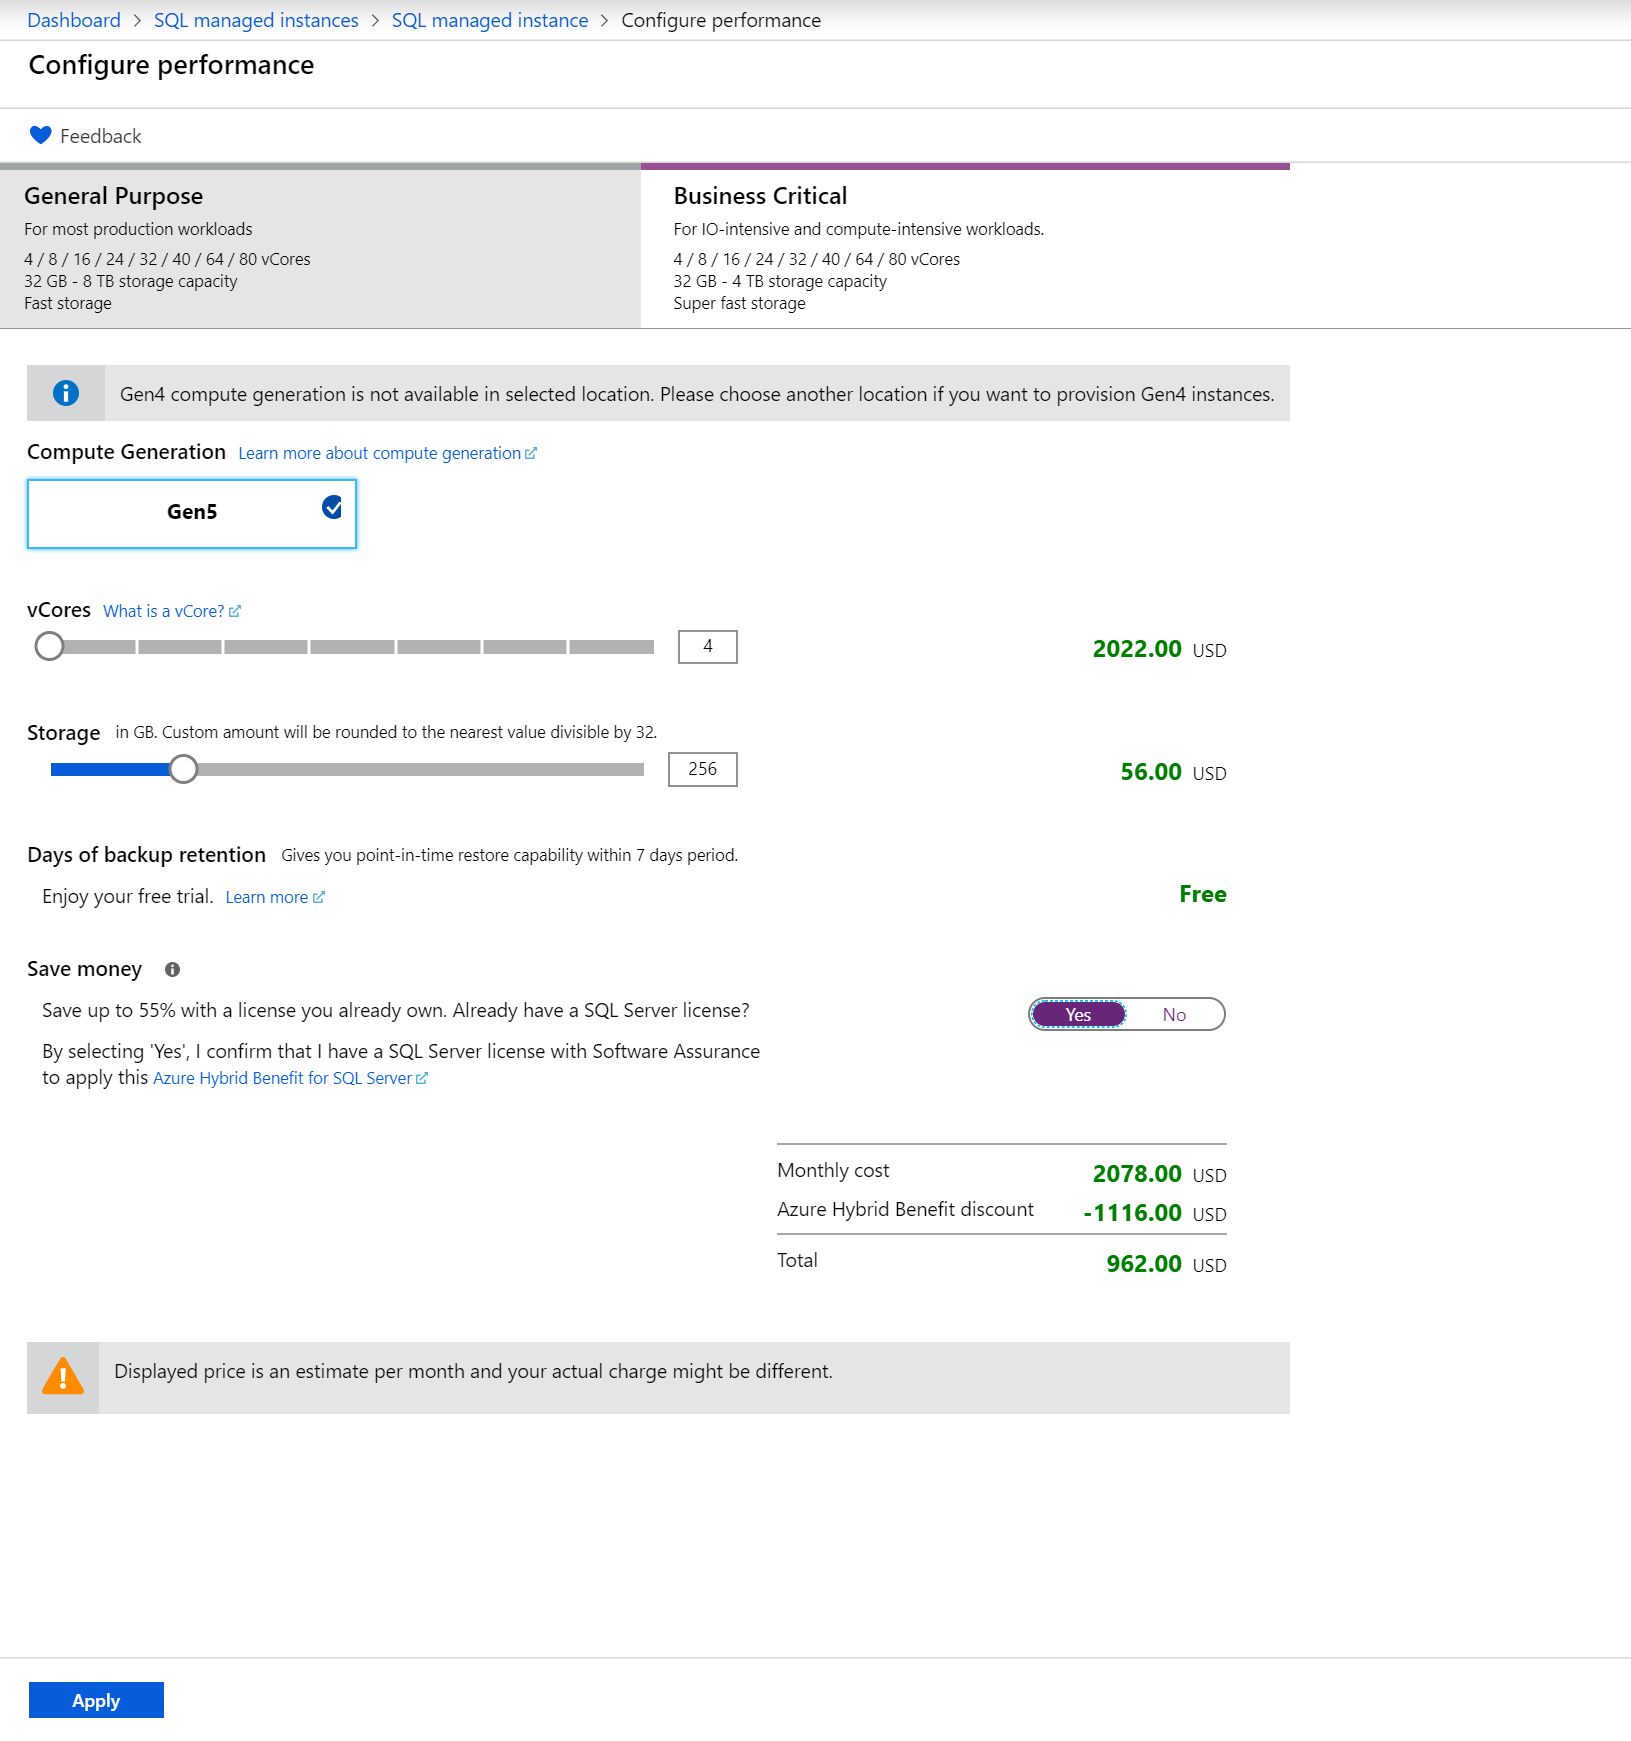 Dashboard > SQL managed instances > SQL managed instance > Configure performance
Configure performance
Feedback
General Purpose
For most production workloads
4 / 8 / 16 / 24 / 32 / 40 / 64 / 80 vCores
32 GB - 8 TB storage capacity
Fast storage
Business Critical
For IO-intensive and compute-intensive workloads.
4 / 8 / 16 / 24 / 32 / 40 / 64 / 80 vCores
32 GB - 4 TB storage capacity
Super fast storage
Gen4 compute generation is not available in selected location. Please choose another location if you want to provision Gen4 instances.
Compute Generation Learn more about compute generation
Gen5
vCores What is a vCore?
4 2022.00 USD
Storage in GB. Custom amount will be rounded to the nearest value divisible by 32.
256 56.00 USD
Days of backup retention Gives you point-in-time restore capability within 7 days period.
Enjoy your free trial. Learn more Free
Save money
Save up to 55% with a license you already own. Already have a SQL Server license? Yes No
By selecting 'Yes', I confirm that I have a SQL Server license with Software Assurance
to apply this Azure Hybrid Benefit for SQL Server
Monthly cost 2078.00 USD
Azure Hybrid Benefit discount -1116.00 USD
Total 962.00 USD
Displayed price is an estimate per month and your actual charge might be different.
Apply